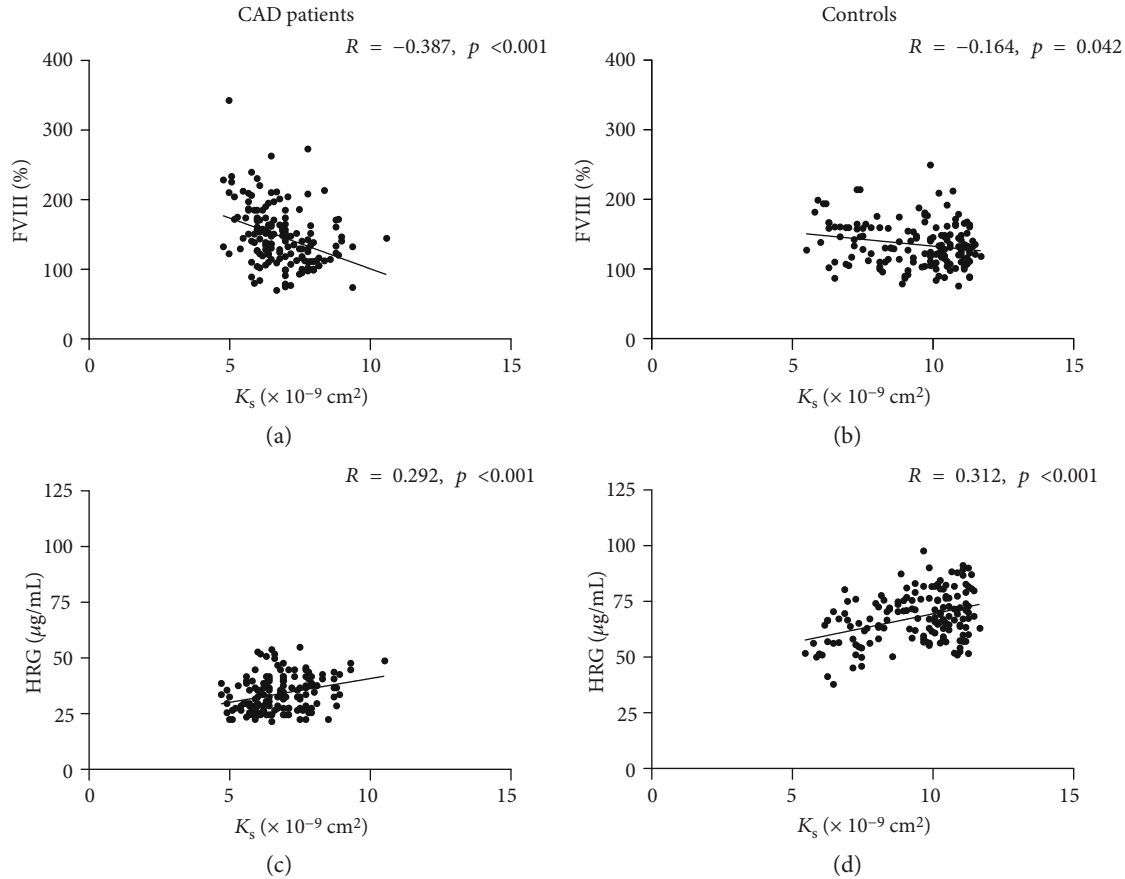 CAD patients
R = −0.387, p <0.001
400
300
200
100
0
FVIII (%)
0 5 10 15
Ks (× 10−9 cm2)
(a)
Controls
R = −0.164, p = 0.042
400
300
200
100
0
FVIII (%)
0 5 10 15
Ks (× 10−9 cm2)
(b)
R = 0.292, p <0.001
125
100
75
50
25
0
HRG (µg/mL)
0 5 10 15
Ks (× 10−9 cm2)
(c)
R = 0.312, p <0.001
125
100
75
50
25
0
HRG (µg/mL)
0 5 10 15
Ks (× 10−9 cm2)
(d)